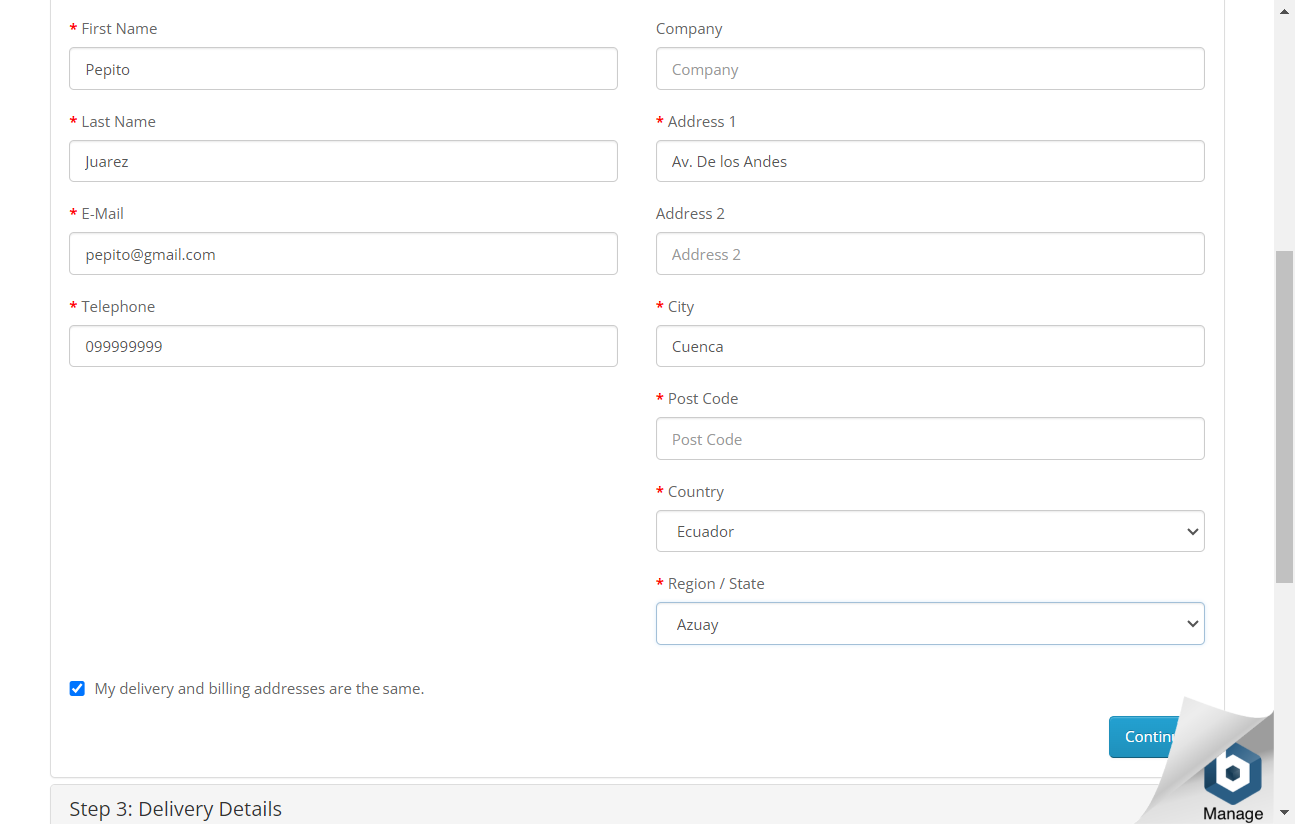 * First Name
Pepito
* Last Name
Juarez
* E-Mail
pepito@gmail.com
* Telephone
099999999
Company
Company
* Address 1
Av. De los Andes
Address 2
Address 2
* City
Cuenca
* Post Code
Post Code
* Country
Ecuador
* Region / State
Azuay
My delivery and billing addresses are the same.
Contin
Manage
Step 3: Delivery Details